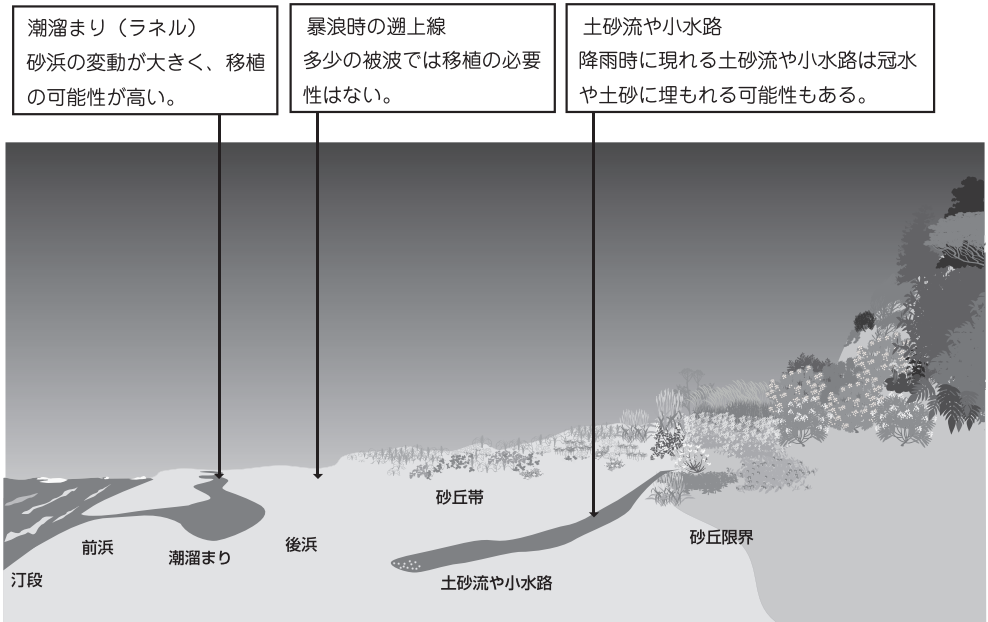 潮溜まり（ラネル）
砂浜の変動が大きく、移植
の可能性が高い。
暴浪時の遡上線
多少の被波では移植の必要
性はない。
土砂流や小水路
降雨時に現れる土砂流や小水路は冠水
や土砂に埋もれる可能性もある。
砂丘帯
砂丘限界
後浜
前浜
潮溜まり
汀段
土砂流や小水路